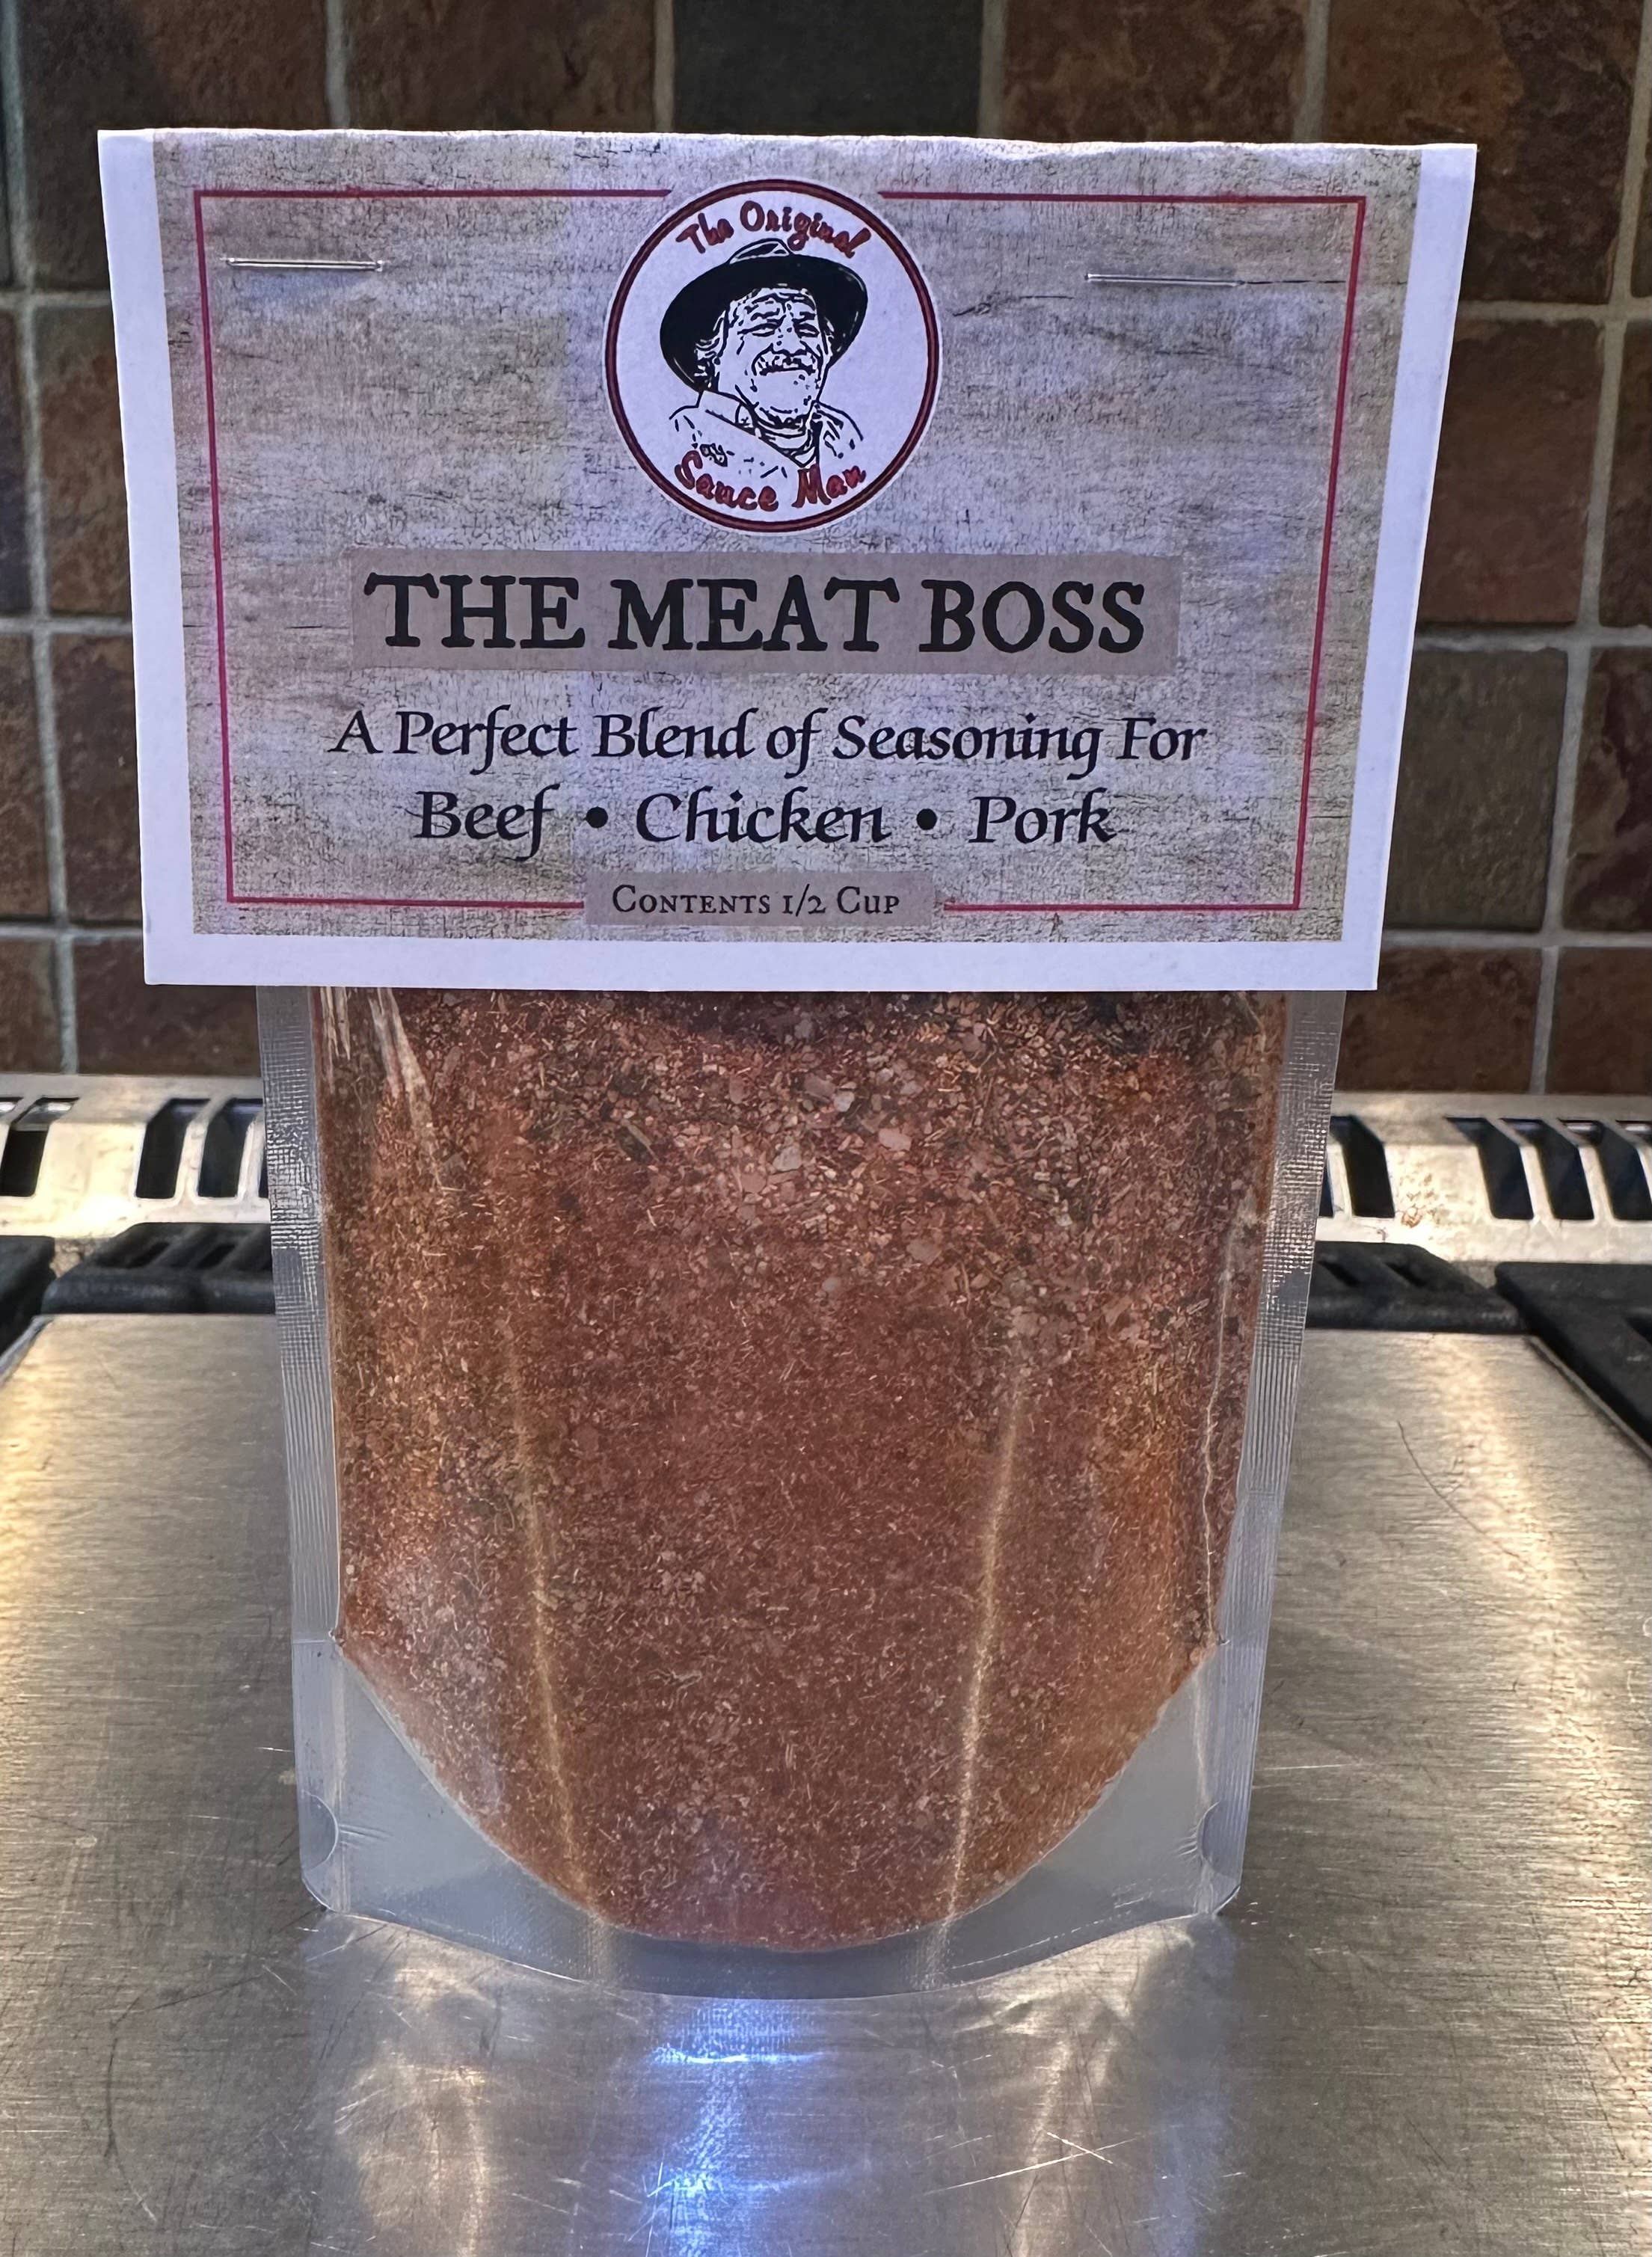 The Original
Sauce Man
THE MEAT BOSS
A Perfect Blend of Seasoning For
Beef • Chicken • Pork
CONTENTS 1/2 CUP